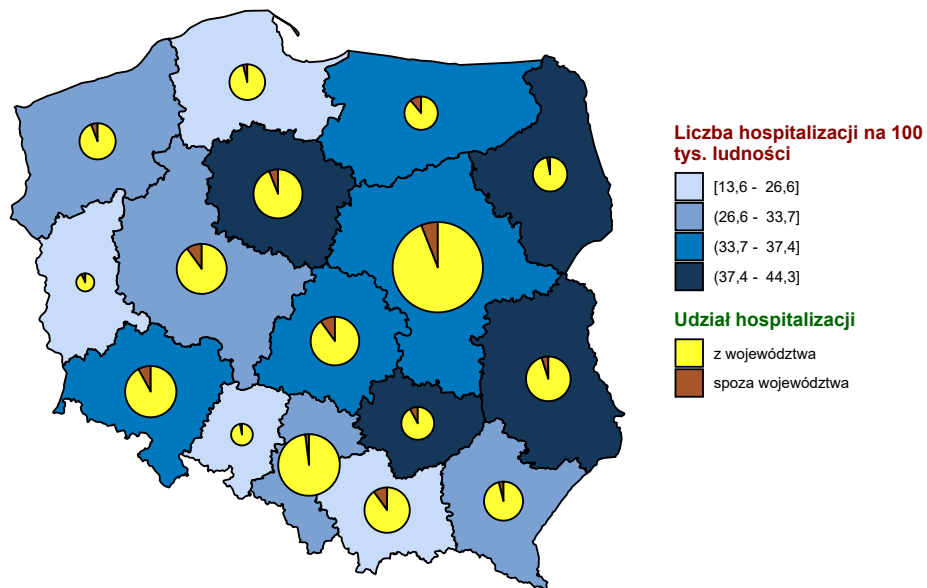 Liczba hospitalizacji na 100
tys. ludności
[13,6 - 26,6]
(26,6 - 33,7]
(33,7 - 37,4]
(37,4 - 44,3]
Udział hospitalizacji
z województwa
spoza województwa